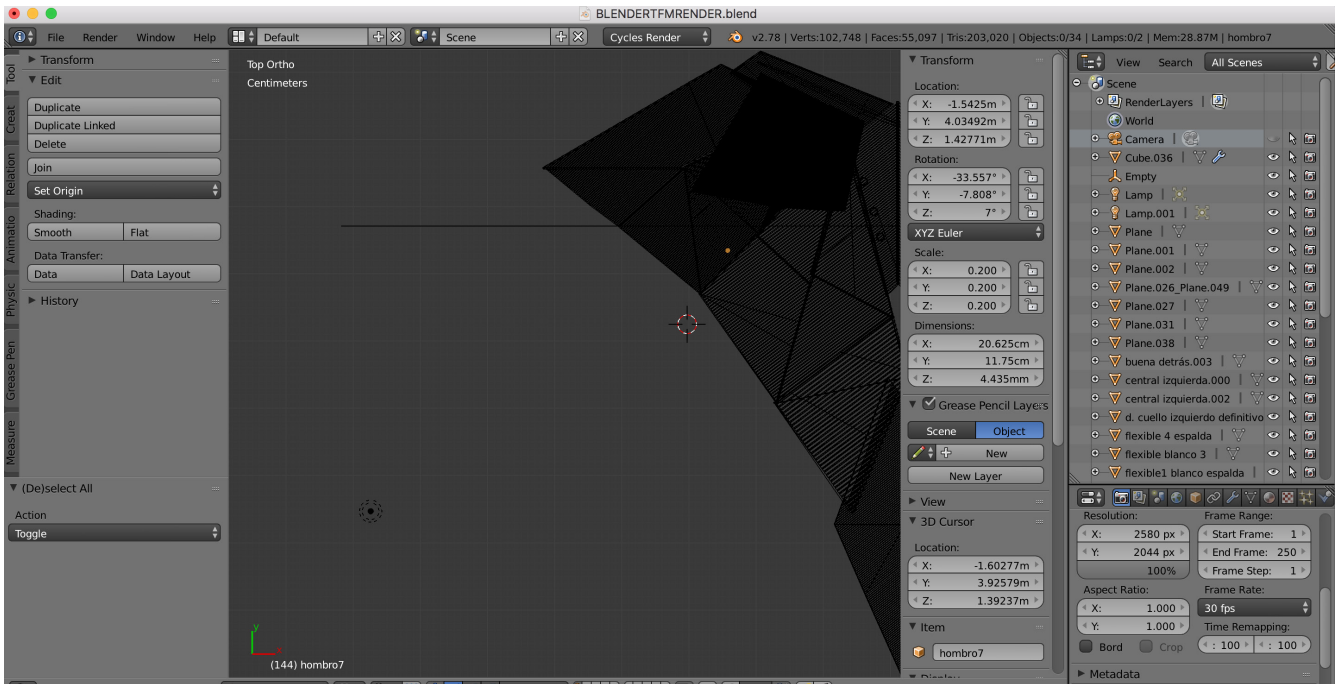 BLENDERTFMRENDER.blend
File Render Window Help Default Scene Cycles Render v2.78 | Verts:102,748 | Faces:55,097 | Tris:203,020 | Objects:0/34 | Lamps:0/2 | Mem:28.87M | hombro7
Tool
Creat
Relation
Animatio
Physic
Grease Pen
Measure
Transform
Edit
Duplicate
Duplicate Linked
Delete
Join
Set Origin
Shading:
Smooth Flat
Data Transfer:
Data Data Layout
History
(De)select All
Action
Toggle
Top Ortho
Centimeters
y
x
(144) hombro7
Transform
Location:
X: -1.5425m
Y: 4.03492m
Z: 1.42771m
Rotation:
X: -33.557°
Y: -7.808°
Z: 7°
XYZ Euler
Scale:
X: 0.200
Y: 0.200
Z: 0.200
Dimensions:
X: 20.625cm
Y: 11.75cm
Z: 4.435mm
Grease Pencil Layers
Scene Object
New
New Layer
View
3D Cursor
Location:
X: -1.60277m
Y: 3.92579m
Z: 1.39237m
Item
hombro7
View Search All Scenes
Scene
RenderLayers |
World
Camera |
Cube.036 |
Empty
Lamp |
Lamp.001 |
Plane |
Plane.001 |
Plane.002 |
Plane.026_Plane.049 |
Plane.027 |
Plane.031 |
Plane.038 |
buena detrás.003 |
central izquierda.000 |
central izquierda.002 |
d. cuello izquierdo definitivo
flexible 4 espalda |
flexible blanco 3 |
flexible1 blanco espalda |
Resolution: Frame Range:
X: 2580 px Start Frame: 1
Y: 2044 px End Frame: 250
100% Frame Step: 1
Aspect Ratio: Frame Rate:
X: 1.000 30 fps
Y: 1.000 Time Remapping:
Bord Crop : 100 : 100
Metadata